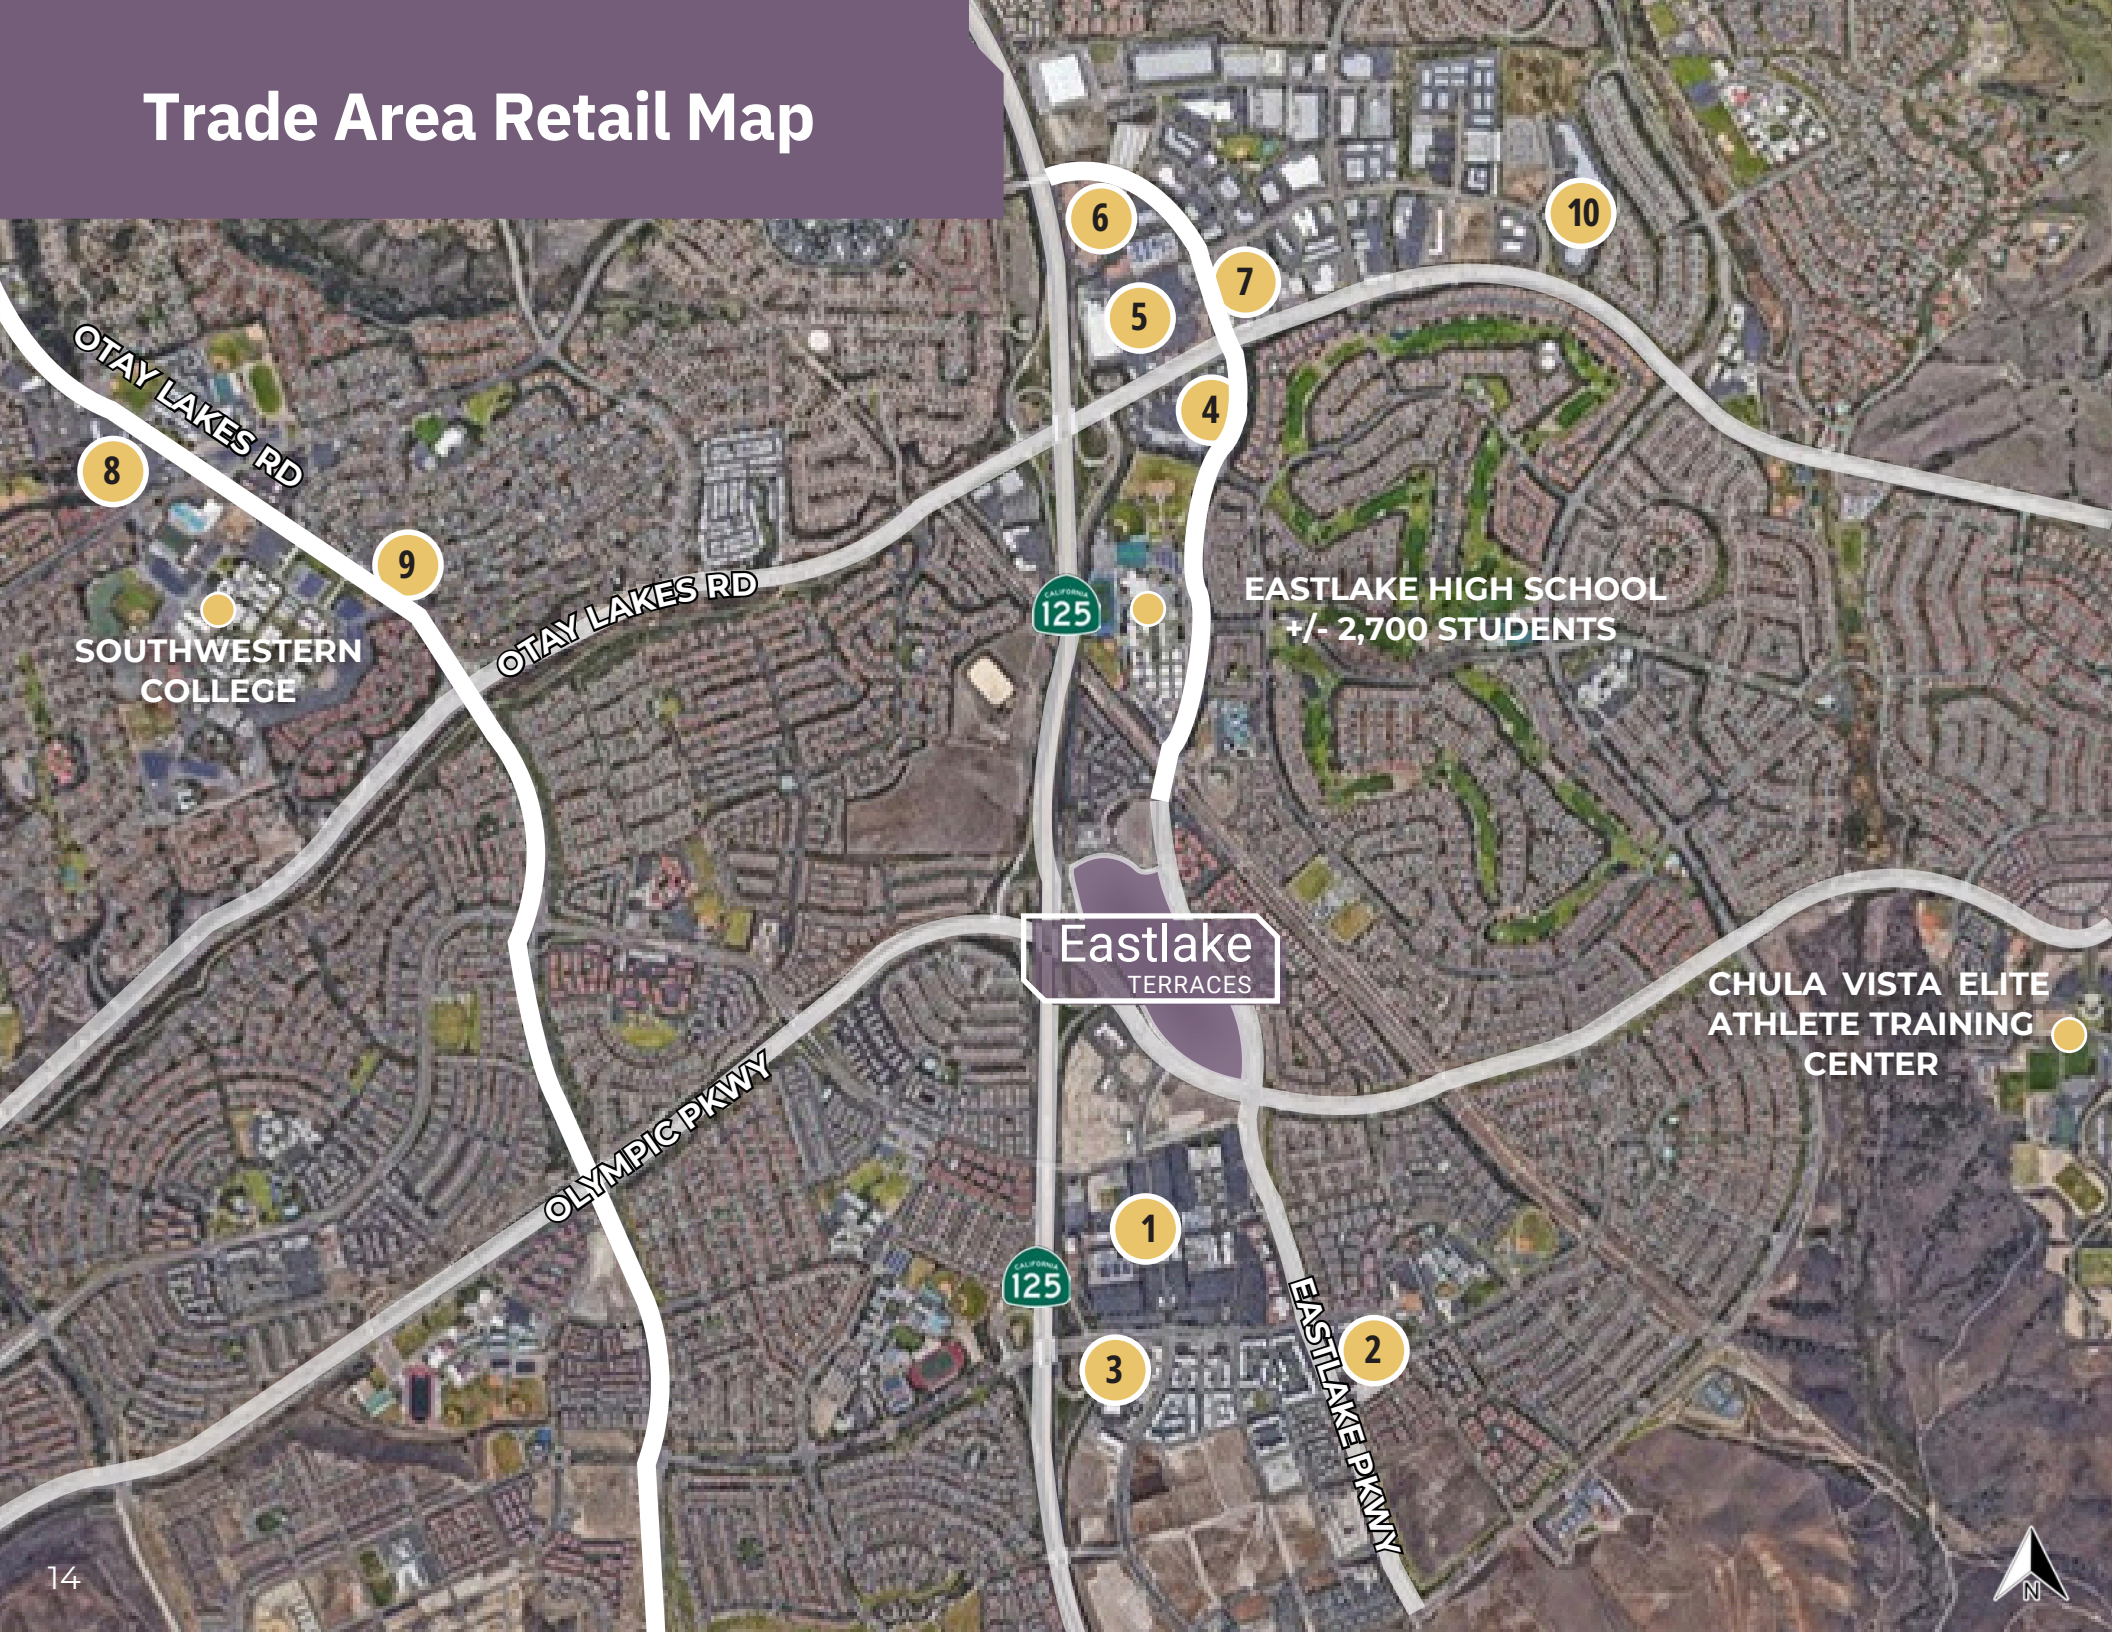 Trade Area Retail Map
6
10
7
5
OTAY LAKES RD
4
8
9
OTAY LAKES RD
CALIFORNIA
125
EASTLAKE HIGH SCHOOL
+/- 2,700 STUDENTS
SOUTHWESTERN
COLLEGE
Eastlake
TERRACES
CHULA VISTA ELITE
ATHLETE TRAINING
CENTER
OLYMPIC PKWY
1
CALIFORNIA
125
EASTLAKE PKWY
2
3
14
N